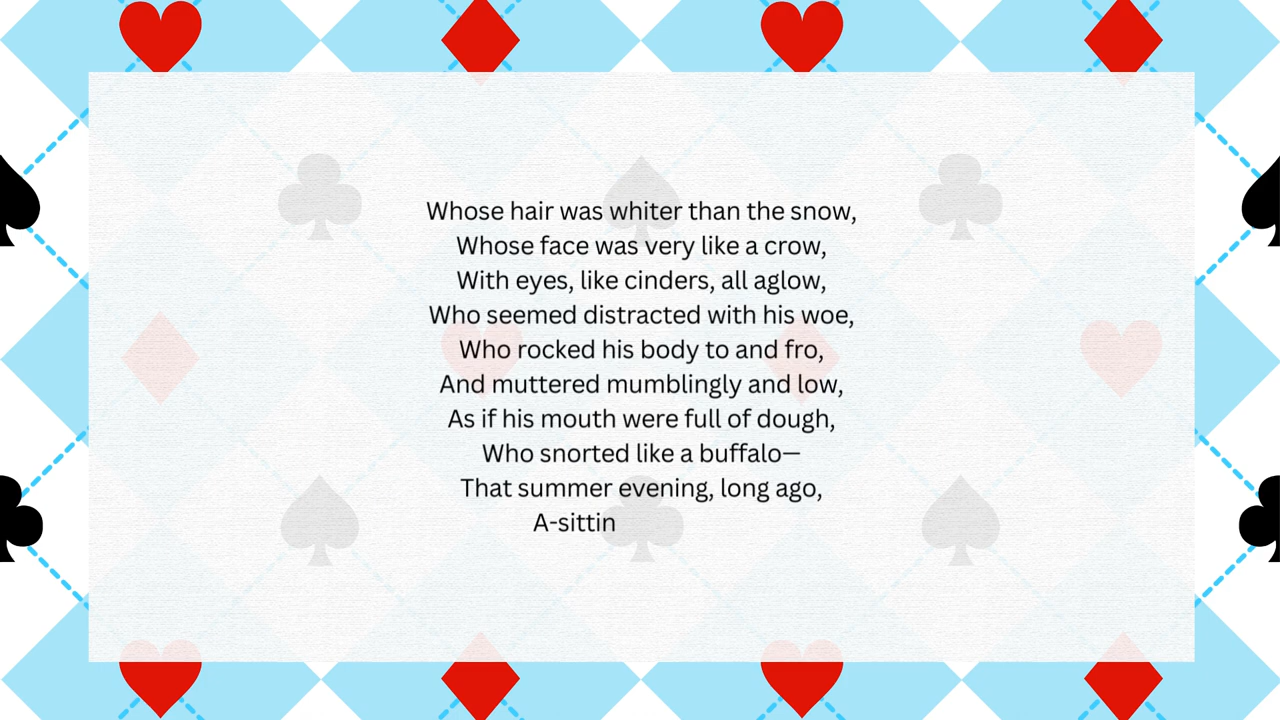 Whose hair was whiter than the snow,
Whose face was very like a crow,
With eyes, like cinders, all aglow,
Who seemed distracted with his woe,
Who rocked his body to and fro,
And muttered mumblingly and low,
As if his mouth were full of dough,
Who snorted like a buffalo—
That summer evening, long ago,
A-sittin